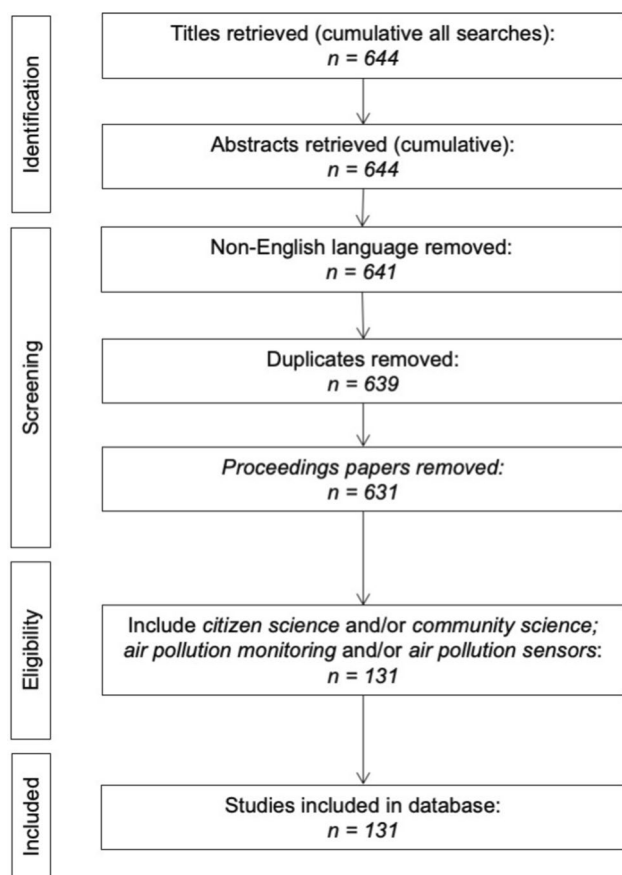 Identification
Titles retrieved (cumulative all searches):
n = 644
Abstracts retrieved (cumulative):
n = 644
Screening
Non-English language removed:
n = 641
Duplicates removed:
n = 639
Proceedings papers removed:
n = 631
Eligibility
Include citizen science and/or community science;
air pollution monitoring and/or air pollution sensors:
n = 131
Included
Studies included in database:
n = 131